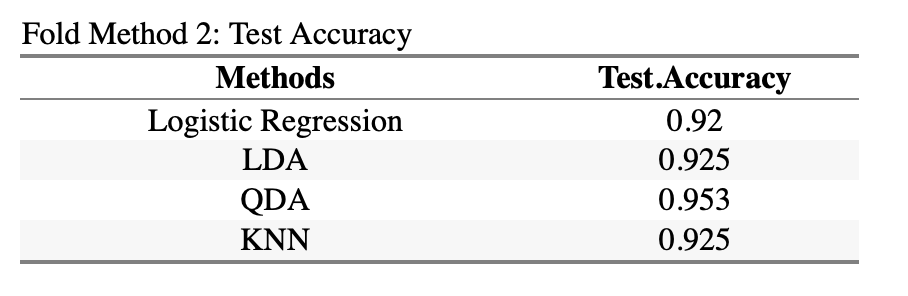 Fold Method 2: Test Accuracy
Methods Test.Accuracy
Logistic Regression 0.92
LDA 0.925
QDA 0.953
KNN 0.925